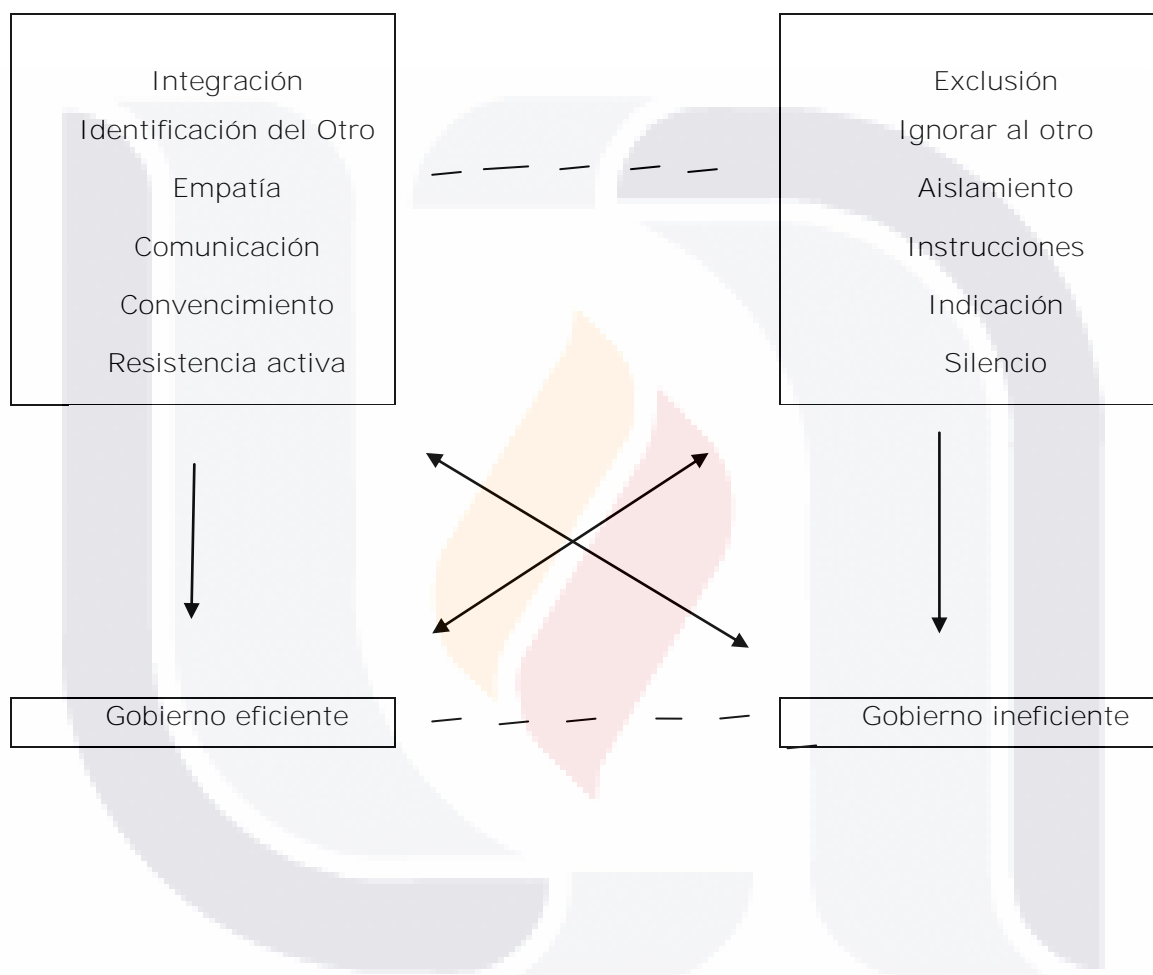 Integración
Identificación del Otro
Empatía
Comunicación
Convencimiento
Resistencia activa
Exclusión
Ignorar al otro
Aislamiento
Instrucciones
Indicación
Silencio
Gobierno eficiente
Gobierno ineficiente